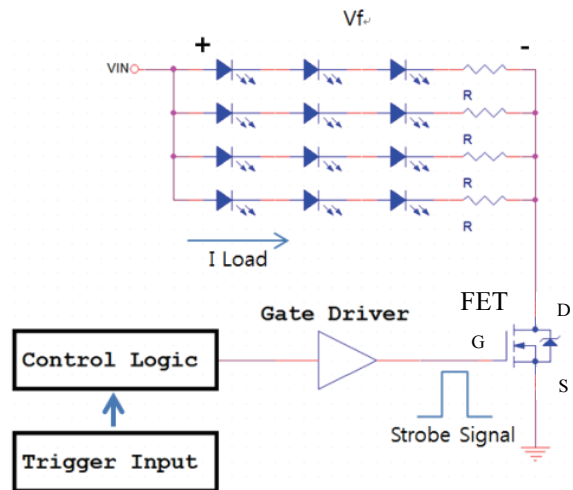 Vf
+
-
VIN
R
R
R
R
I Load
FET
D
Gate Driver
G
Control Logic
S
Strobe Signal
Trigger Input